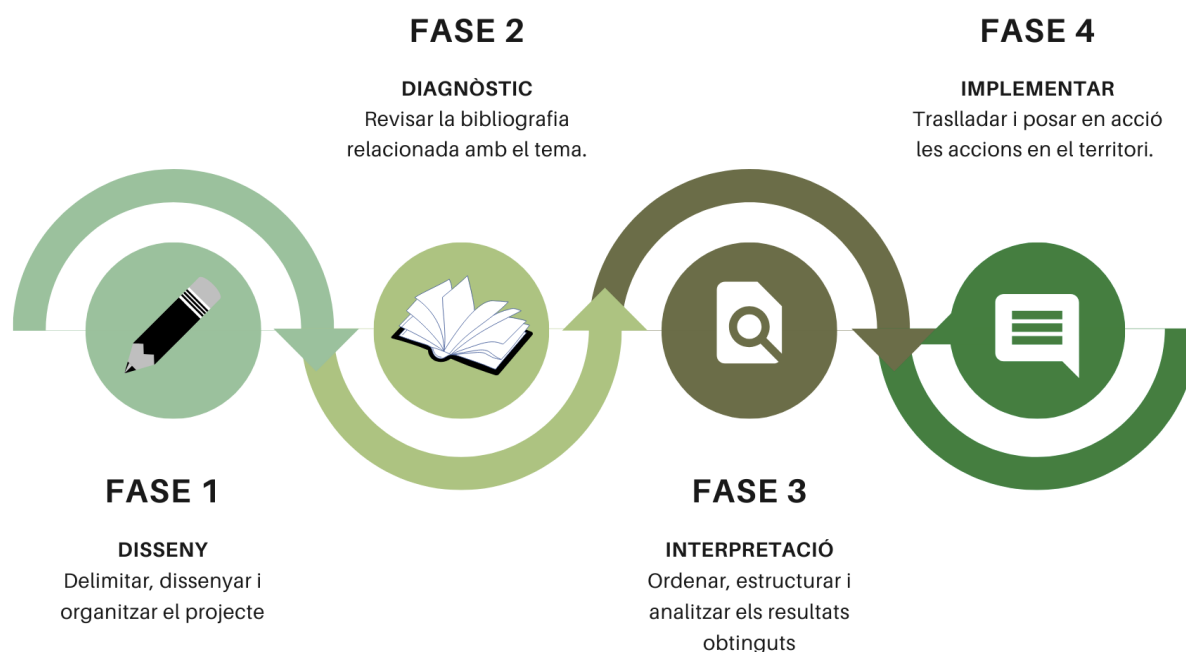 FASE 1
DISSENY
Delimitar, dissenyar i
organitzar el projecte
FASE 2
DIAGNÒSTIC
Revisar la bibliografia
relacionada amb el tema.
FASE 3
INTERPRETACIÓ
Ordenar, estructurar i
analitzar els resultats
obtinguts
FASE 4
IMPLEMENTAR
Traslladar i posar en acció
les accions en el territori.